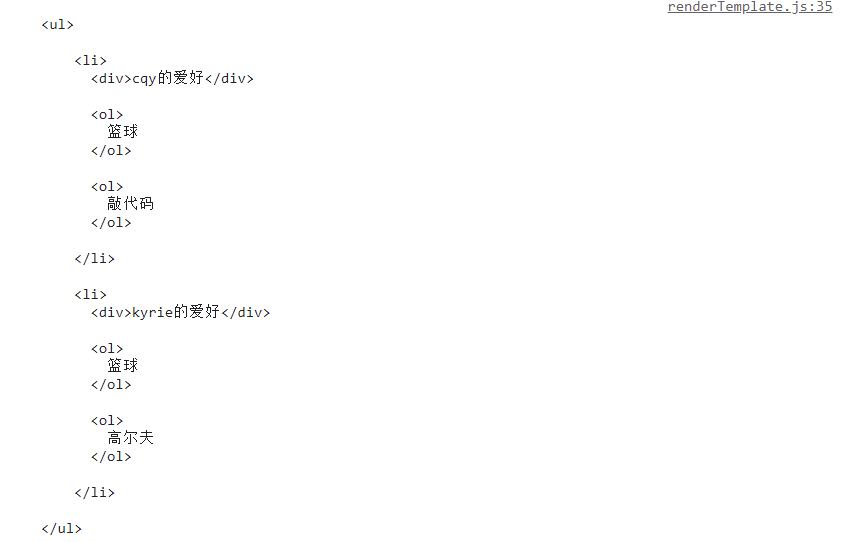 renderTemplate.js:35
<ul>
<li>
<div>cqy的爱好</div>
<ol>
篮球
</ol>
<ol>
敲代码
</ol>
</li>
<li>
<div>kyrie的爱好</div>
<ol>
篮球
</ol>
<ol>
高尔夫
</ol>
</li>
</ul>